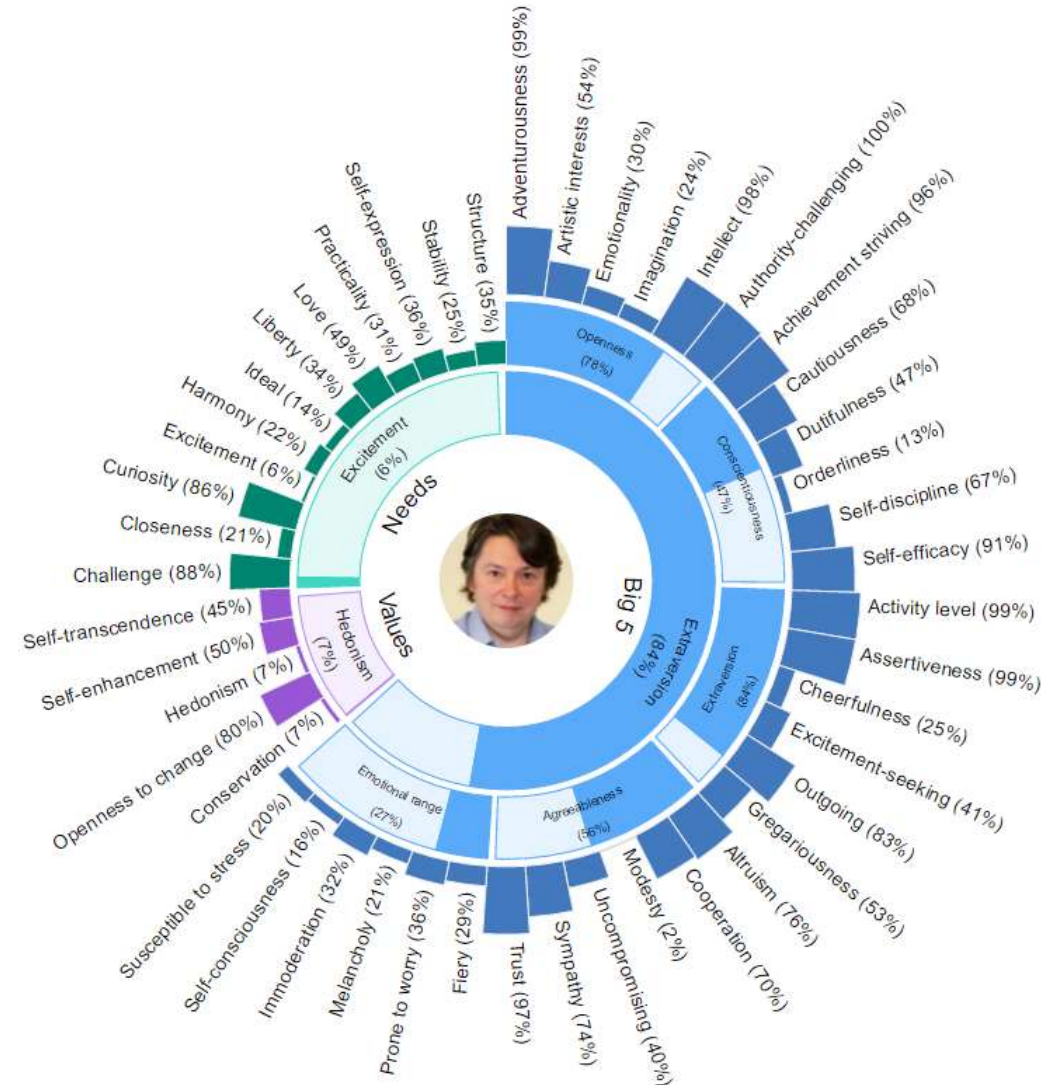 Adventurousness (99%)
Artistic interests (54%)
Emotionality (30%)
Imagination (24%)
Intellect (98%)
Authority-challenging (100%)
Achievement striving (96%)
Cautiousness (68%)
Dutifulness (47%)
Orderliness (13%)
Self-discipline (67%)
Self-efficacy (91%)
Activity level (99%)
Assertiveness (99%)
Cheerfulness (25%)
Excitement-seeking (41%)
Outgoing (83%)
Gregariousness (53%)
Altruism (76%)
Cooperation (70%)
Modesty (2%)
Uncompromising (40%)
Sympathy (74%)
Trust (97%)
Fiery (29%)
Prone to worry (36%)
Melancholy (21%)
Immoderation (32%)
Self-consciousness (16%)
Susceptible to stress (20%)
Conservation (7%)
Openness to change (80%)
Hedonism (7%)
Self-enhancement (50%)
Self-transcendence (45%)
Challenge (88%)
Closeness (21%)
Curiosity (86%)
Excitement (6%)
Harmony (22%)
Ideal (14%)
Liberty (34%)
Love (49%)
Practicality (31%)
Self-expression (36%)
Stability (25%)
Structure (35%)
Openness
(78%)
Conscientiousness
(47%)
Extraversion
(84%)
Agreeableness
(56%)
Emotional range
(27%)
Hedonism
(7%)
Excitement
(6%)
Extraversion
(84%)
Big 5
Values
Needs